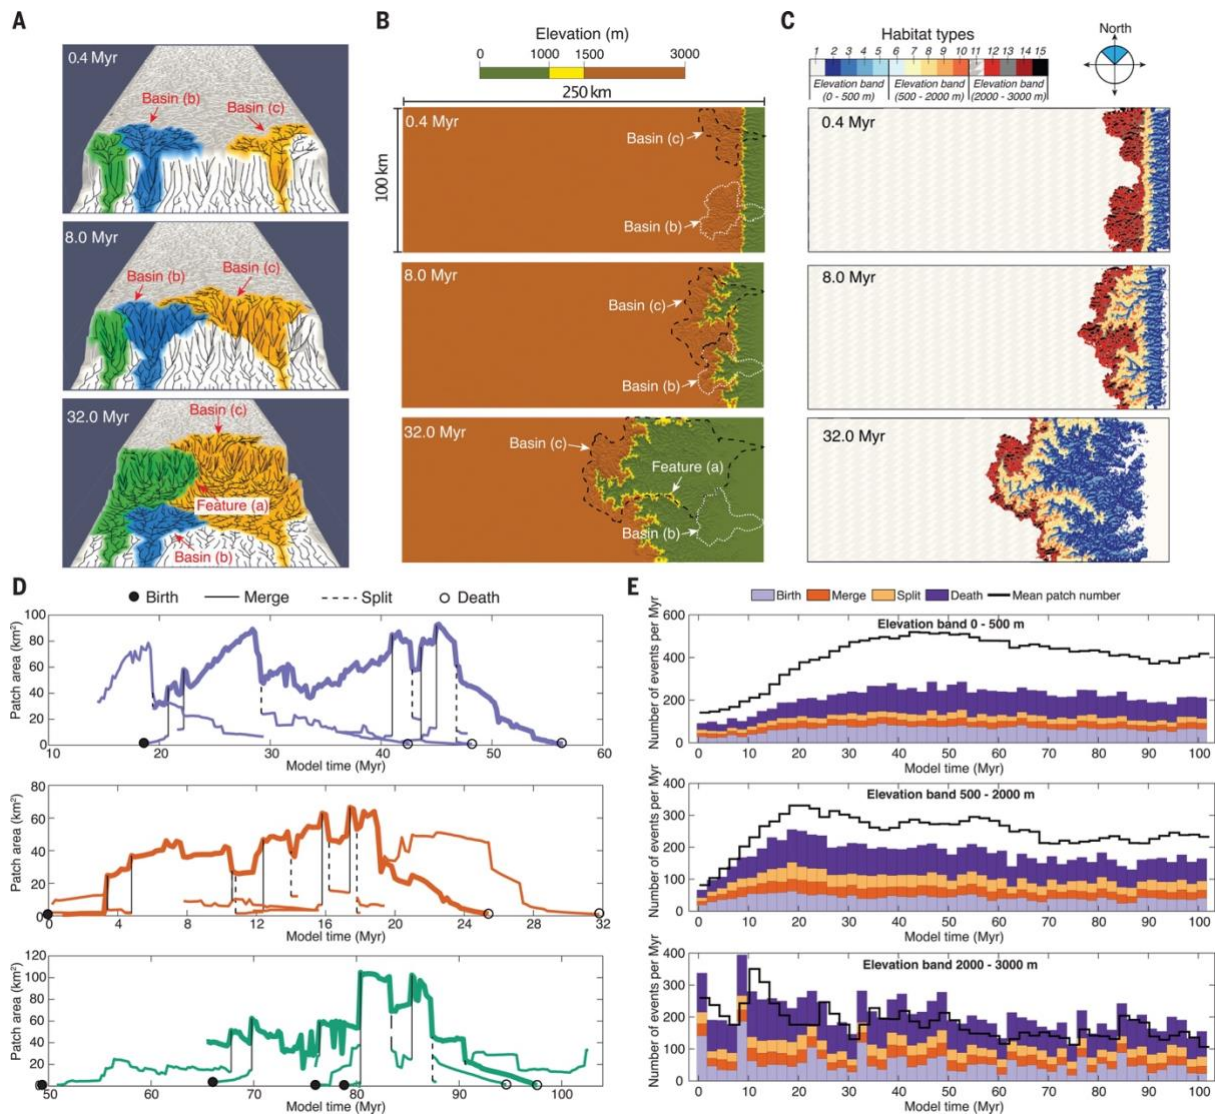 A
0.4 Myr
Basin (b)
Basin (c)
8.0 Myr
Basin (b)
Basin (c)
32.0 Myr
Basin (c)
Feature (a)
Basin (b)
B
Elevation (m)
0 1000 1500 3000
250 km
100 km
0.4 Myr
Basin (c)
Basin (b)
8.0 Myr
Basin (c)
Basin (b)
32.0 Myr
Basin (c)
Feature (a)
Basin (b)
C
Habitat types
North
1 2 3 4 5 6 7 8 9 10 11 12 13 14 15
Elevation band (0 - 500 m)
Elevation band (500 - 2000 m)
Elevation band (2000 - 3000 m)
0.4 Myr
8.0 Myr
32.0 Myr
D
Birth Merge Split Death
Patch area (km²)
100
80
60
40
20
0
10 20 30 40 50 60
Model time (Myr)
Patch area (km²)
80
60
40
20
0
0 4 8 12 16 20 24 28 32
Model time (Myr)
Patch area (km²)
120
100
80
60
40
20
0
50 60 70 80 90 100
Model time (Myr)
E
Birth Merge Split Death Mean patch number
Elevation band 0 - 500 m
Number of events per Myr
600
400
200
0
0 10 20 30 40 50 60 70 80 90 100
Model time (Myr)
Elevation band 500 - 2000 m
Number of events per Myr
400
300
200
100
0
0 10 20 30 40 50 60 70 80 90 100
Model time (Myr)
Elevation band 2000 - 3000 m
Number of events per Myr
400
300
200
100
0
0 10 20 30 40 50 60 70 80 90 100
Model time (Myr)